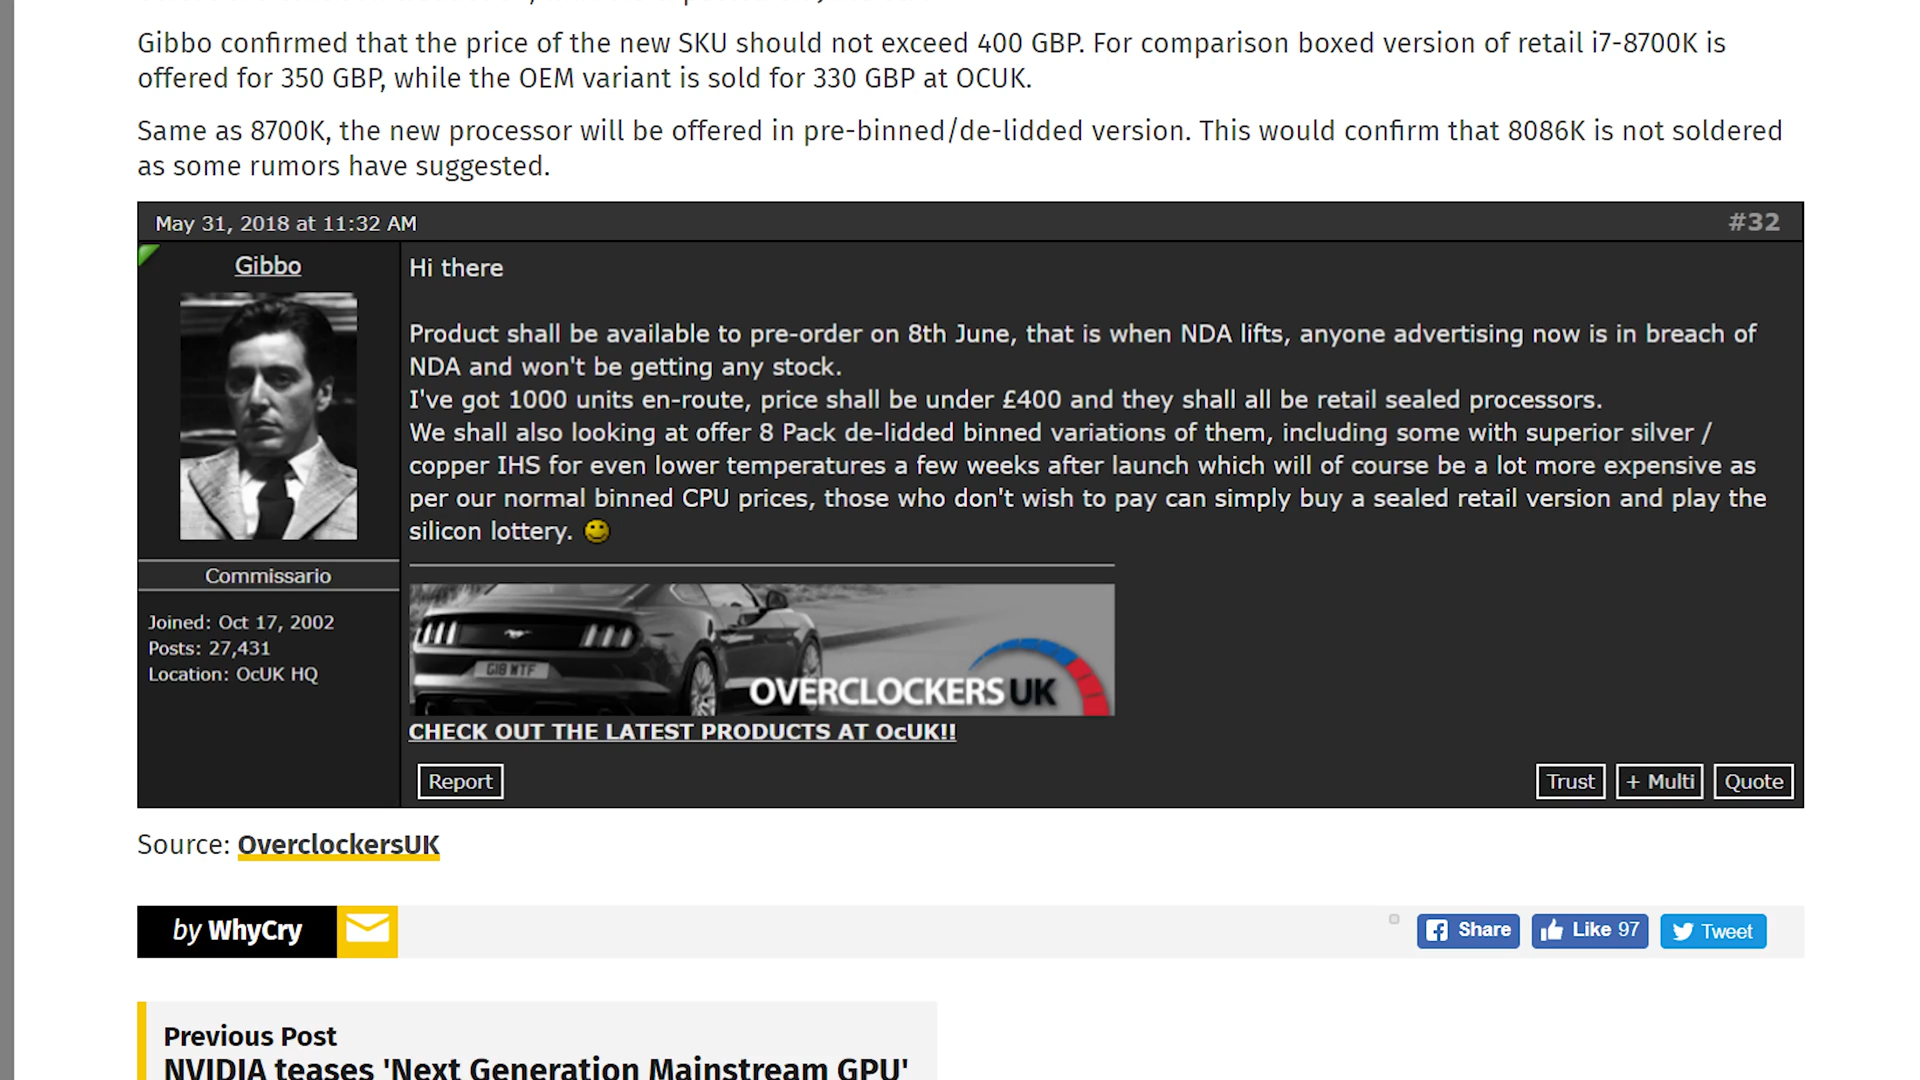 Gibbo confirmed that the price of the new SKU should not exceed 400 GBP. For comparison boxed version of retail i7-8700K is
offered for 350 GBP, while the OEM variant is sold for 330 GBP at OCUK.
Same as 8700K, the new processor will be offered in pre-binned/de-lidded version. This would confirm that 8086K is not soldered
as some rumors have suggested.
May 31, 2018 at 11:32 AM
#32
Gibbo
Commissario
Joined: Oct 17, 2002
Posts: 27,431
Location: OcUK HQ
Hi there
Product shall be available to pre-order on 8th June, that is when NDA lifts, anyone advertising now is in breach of
NDA and won't be getting any stock.
I've got 1000 units en-route, price shall be under £400 and they shall all be retail sealed processors.
We shall also looking at offer 8 Pack de-lidded binned variations of them, including some with superior silver /
copper IHS for even lower temperatures a few weeks after launch which will of course be a lot more expensive as
per our normal binned CPU prices, those who don't wish to pay can simply buy a sealed retail version and play the
silicon lottery.
G18 WTF
OVERCLOCKERS UK
CHECK OUT THE LATEST PRODUCTS AT OcUK!!
Report
Trust
+ Multi
Quote
Source: OverclockersUK
by WhyCry
Share
Like 97
Tweet
Previous Post
NVIDIA teases 'Next Generation Mainstream GPU'